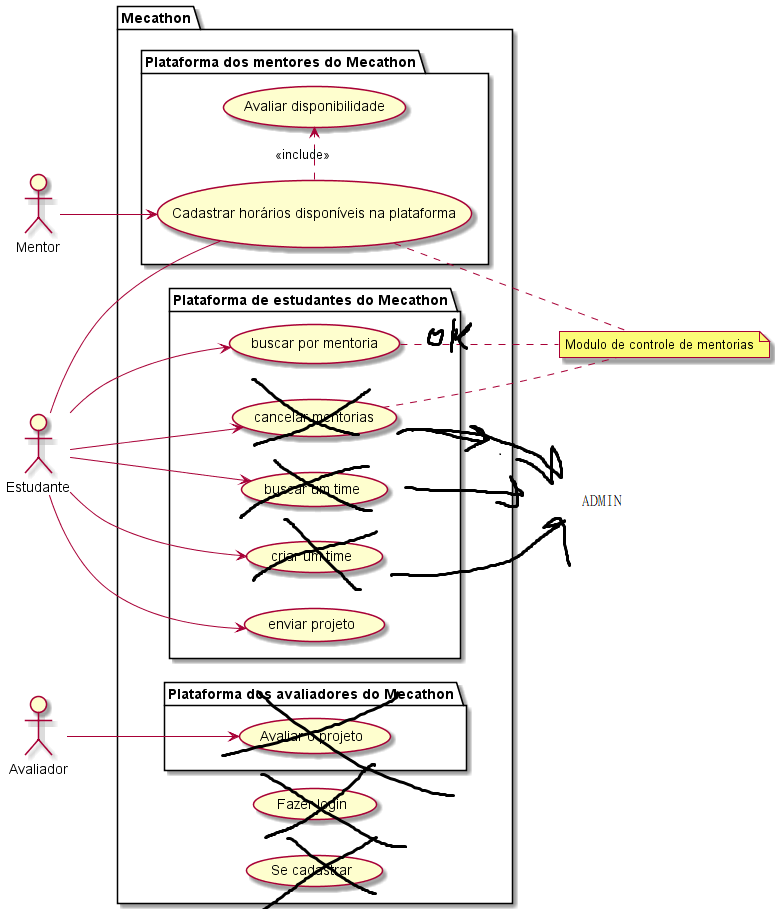 Mecathon
Plataforma dos mentores do Mecathon
Avaliar disponibilidade
«include»
Cadastrar horários disponíveis na plataforma
Mentor
Plataforma de estudantes do Mecathon
buscar por mentoria
OK
Modulo de controle de mentorias
cancelar mentorias
Estudante
buscar um time
ADMIN
criar um time
enviar projeto
Plataforma dos avaliadores do Mecathon
Avaliar o projeto
Avaliador
Fazer login
Se cadastrar